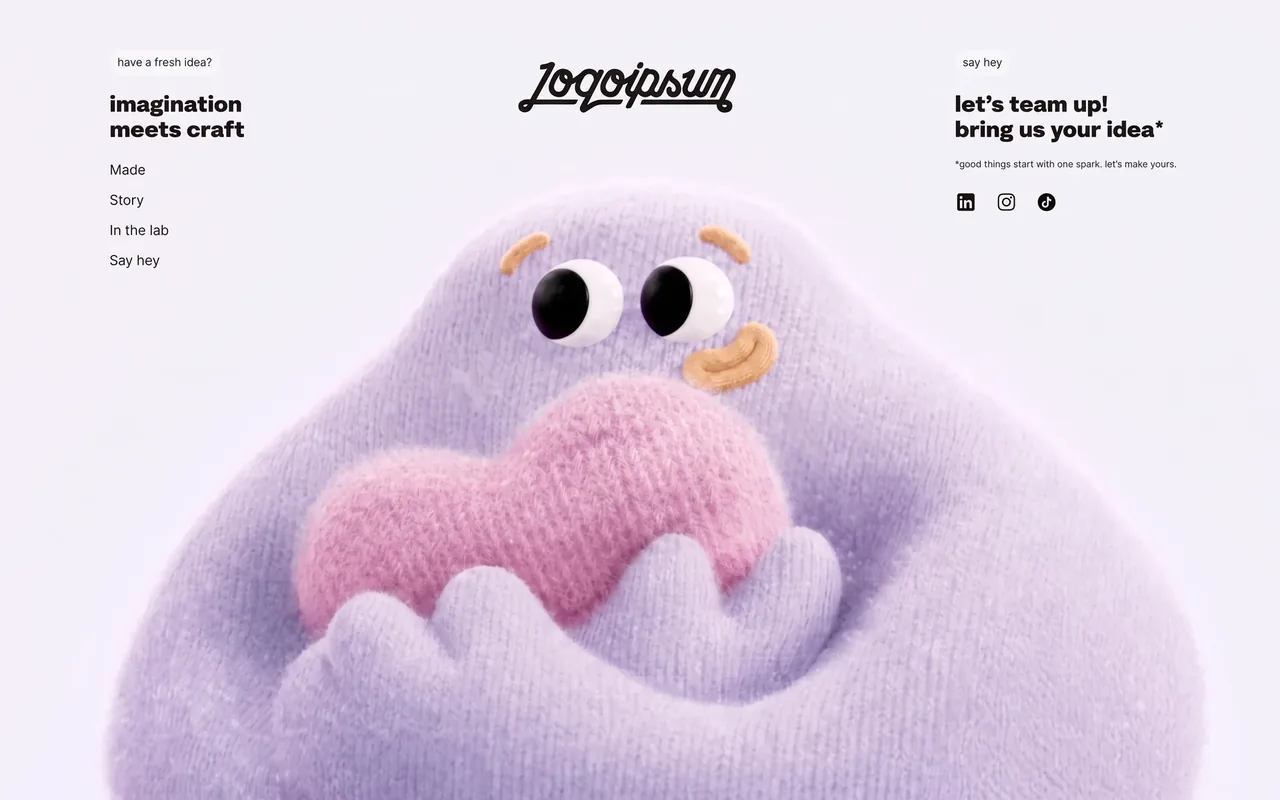 have a fresh idea?
imagination
meets craft
Made
Story
In the lab
Say hey
logoipsum
say hey
let's team up!
bring us your idea*
*good things start with one spark. let's make yours.
in